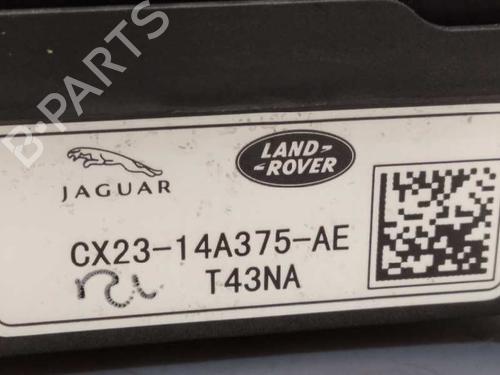 B-PARTS
JAGUAR
LAND-
-ROVER
CX23-14A375-AE
T43NA